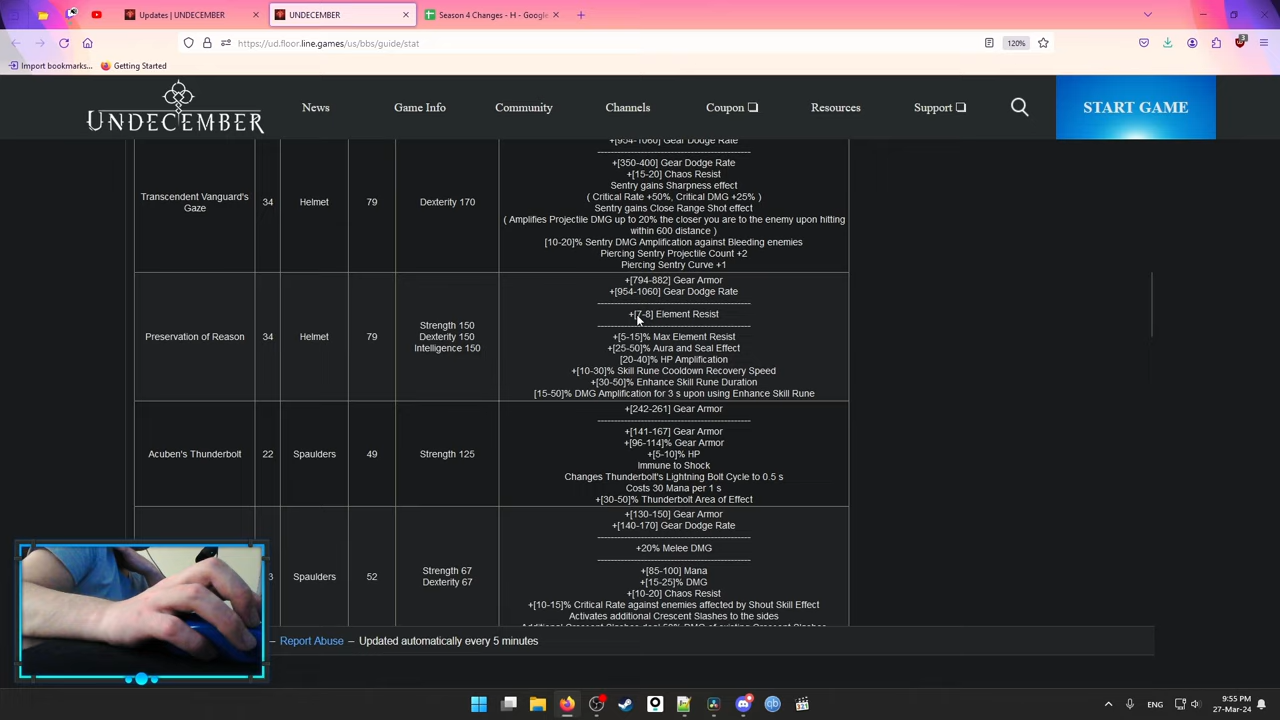 Updates | UNDECEMBER
UNDECEMBER
Season 4 Changes - H - Google
https://ud.floor.line.games/us/bbs/guide/stat
120%
3
Import bookmarks...
Getting Started
UNDECEMBER
News
Game Info
Community
Channels
Coupon
Resources
Support
START GAME
+[954-1060] Gear Dodge Rate
+[350-400] Gear Dodge Rate
+[15-20] Chaos Resist
Sentry gains Sharpness effect
( Critical Rate +50%, Critical DMG +25% )
Transcendent Vanguard's
Gaze
34
Helmet
79
Dexterity 170
Sentry gains Close Range Shot effect
( Amplifies Projectile DMG up to 20% the closer you are to the enemy upon hitting
within 600 distance )
[10-20]% Sentry DMG Amplification against Bleeding enemies
Piercing Sentry Projectile Count +2
Piercing Sentry Curve +1
+[794-882] Gear Armor
+[954-1060] Gear Dodge Rate
+[7-8] Element Resist
Preservation of Reason
34
Helmet
79
Strength 150
Dexterity 150
Intelligence 150
+[5-15]% Max Element Resist
+[25-50]% Aura and Seal Effect
[20-40]% HP Amplification
+[10-30]% Skill Rune Cooldown Recovery Speed
+[30-50]% Enhance Skill Rune Duration
[15-50]% DMG Amplification for 3 s upon using Enhance Skill Rune
+[242-261] Gear Armor
+[141-167] Gear Armor
+[96-114]% Gear Armor
+[5-10]% HP
Acuben's Thunderbolt
22
Spaulders
49
Strength 125
Immune to Shock
Changes Thunderbolt's Lightning Bolt Cycle to 0.5 s
Costs 30 Mana per 1 s
+[30-50]% Thunderbolt Area of Effect
+[130-150] Gear Armor
+[140-170] Gear Dodge Rate
+20% Melee DMG
3
Spaulders
52
Strength 67
Dexterity 67
+[85-100] Mana
+[15-25]% DMG
+[10-20] Chaos Resist
+[10-15]% Critical Rate against enemies affected by Shout Skill Effect
Activates additional Crescent Slashes to the sides
Additional Crescent Slashes deal 50% DMG of existing Crescent Slashes
– Report Abuse – Updated automatically every 5 minutes
ENG
9:55 PM
27-Mar-24